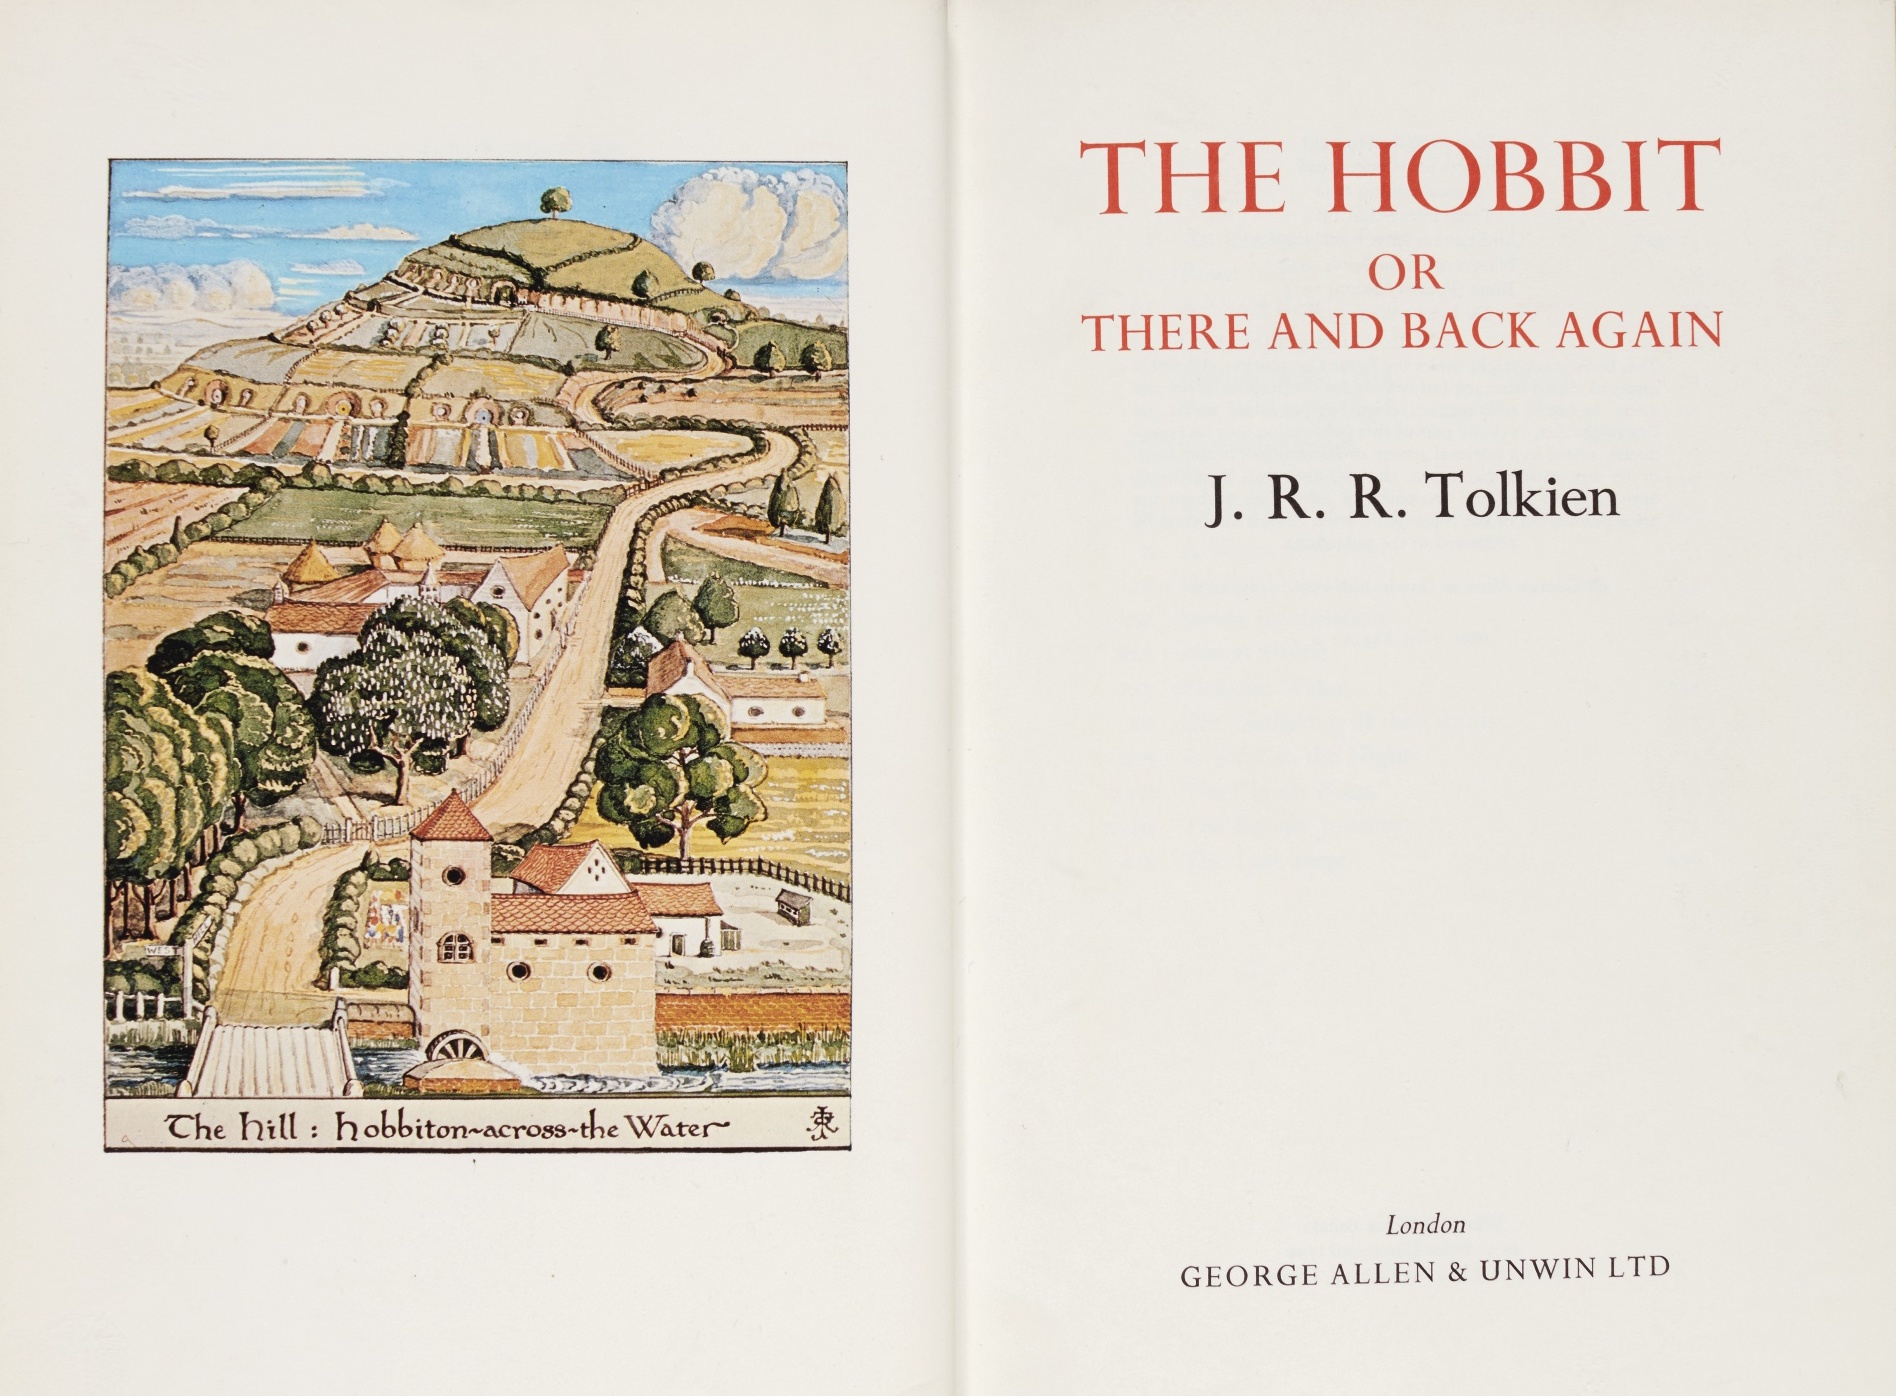 WEST
The Hill : Hobbiton-across-the Water
THE HOBBIT
OR
THERE AND BACK AGAIN
J. R. R. Tolkien
London
GEORGE ALLEN & UNWIN LTD